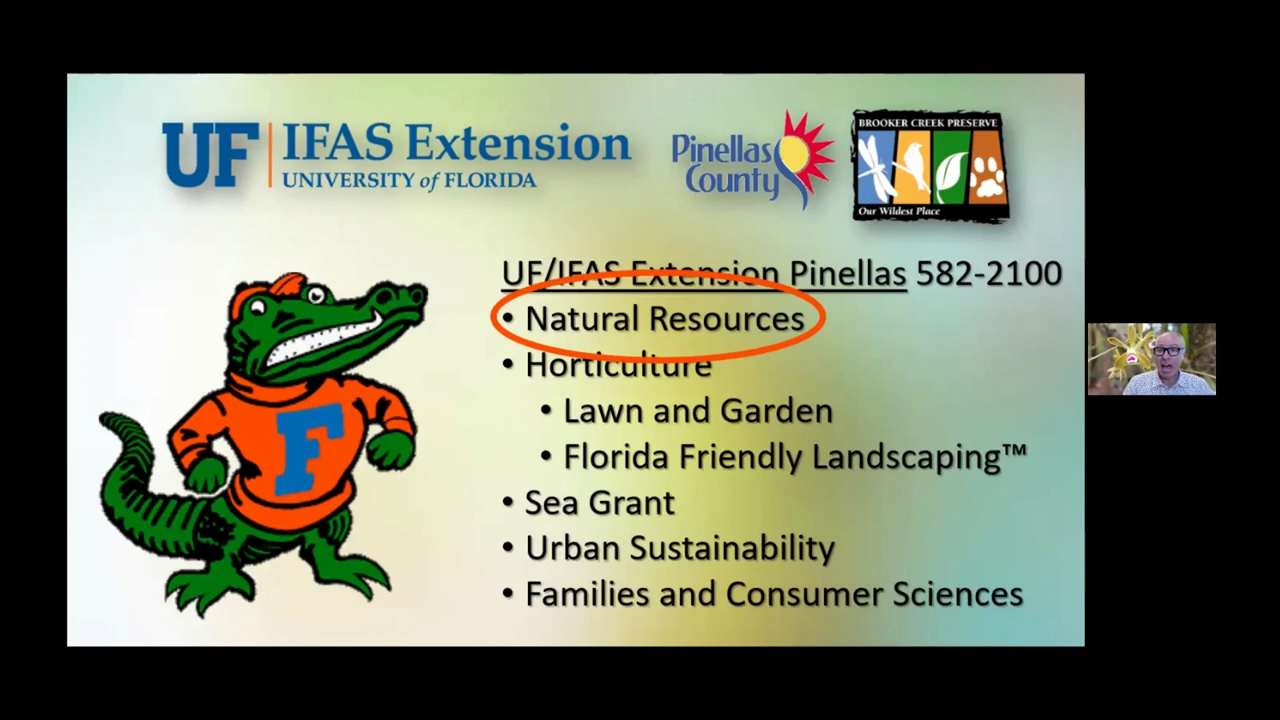 UF IFAS Extension
UNIVERSITY of FLORIDA
Pinellas
County
BROOKER CREEK PRESERVE
Our Wildest Place
UF/IFAS Extension Pinellas 582-2100
• Natural Resources
• Horticulture
• Lawn and Garden
• Florida Friendly Landscaping™
• Sea Grant
• Urban Sustainability
• Families and Consumer Sciences
F